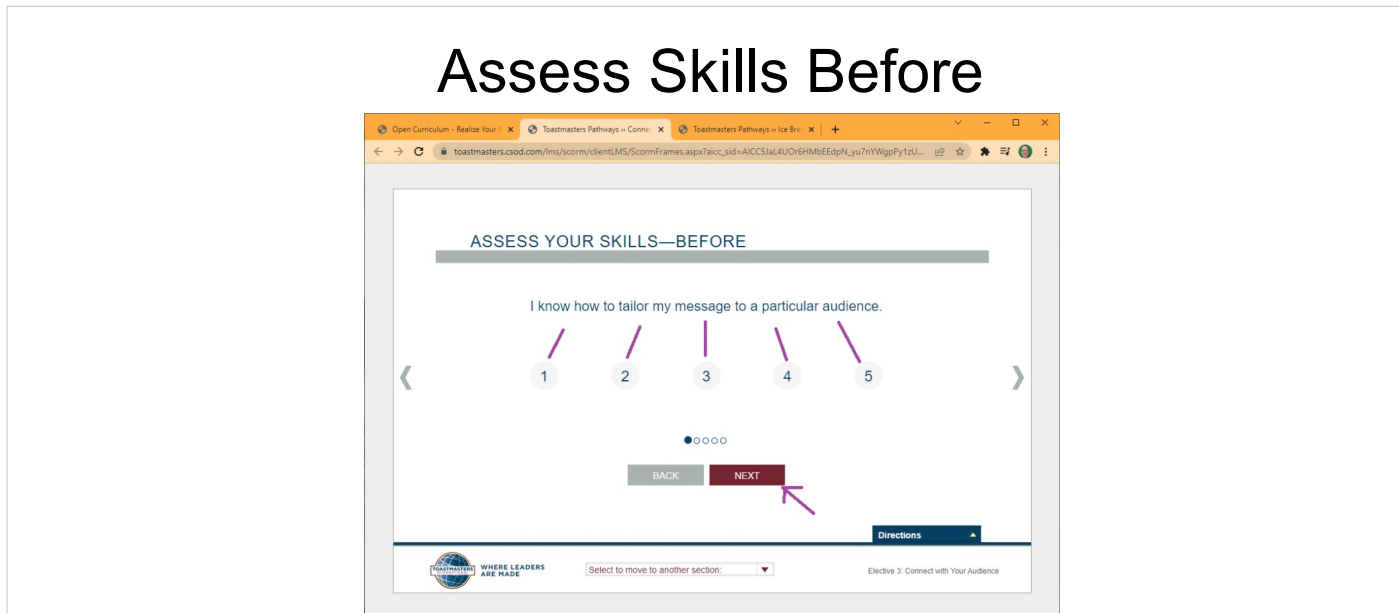 Assess Skills Before
Open Curriculum - Realize Your
Toastmasters Pathways » Connec
Toastmasters Pathways » Ice Bre
toastmasters.csod.com/lms/scorm/clientLMS/ScormFrames.aspx?aicc_sid=AICC5JaL4UOr6HMbEEdpN_yu7nYWgpPy1zU...
ASSESS YOUR SKILLS—BEFORE
I know how to tailor my message to a particular audience.
1 2 3 4 5
BACK NEXT
Directions
TOASTMASTERS
WHERE LEADERS
ARE MADE
Select to move to another section:
Elective 3: Connect with Your Audience